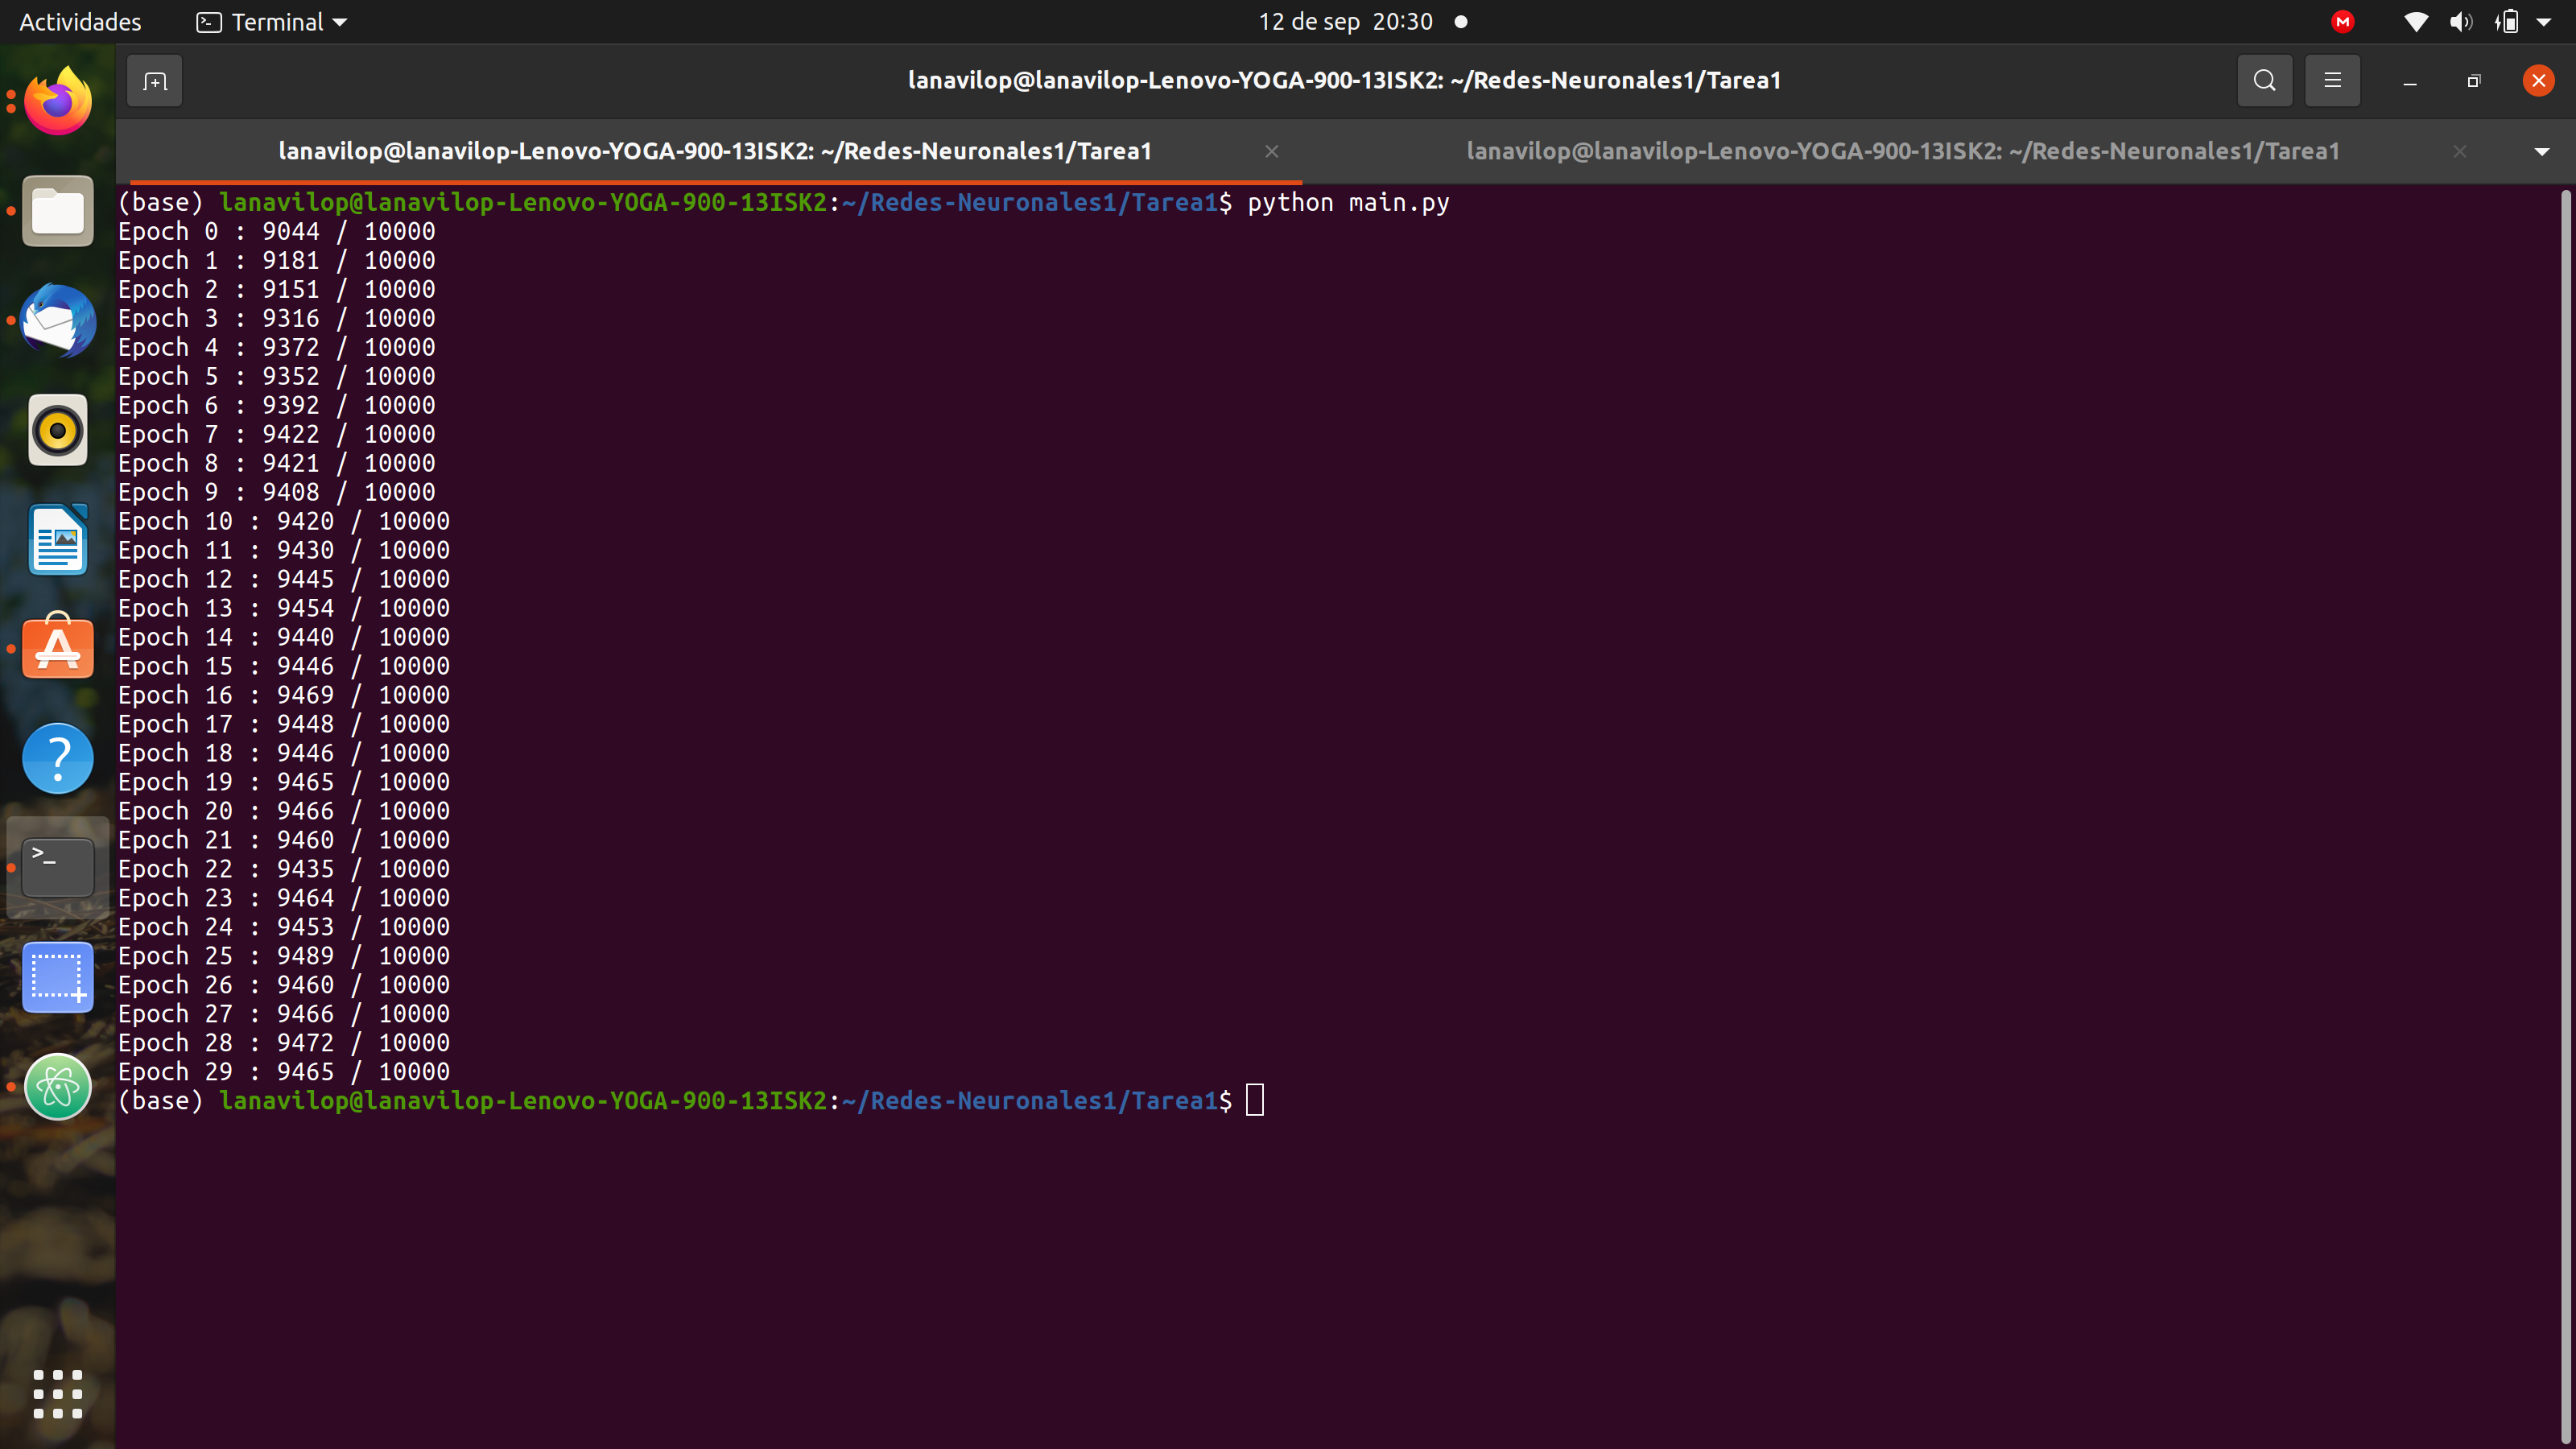 Actividades
Terminal
12 de sep 20:30
lanavilop@lanavilop-Lenovo-YOGA-900-13ISK2: ~/Redes-Neuronales1/Tarea1
lanavilop@lanavilop-Lenovo-YOGA-900-13ISK2: ~/Redes-Neuronales1/Tarea1
lanavilop@lanavilop-Lenovo-YOGA-900-13ISK2: ~/Redes-Neuronales1/Tarea1
(base) lanavilop@lanavilop-Lenovo-YOGA-900-13ISK2:~/Redes-Neuronales1/Tarea1$ python main.py
Epoch 0 : 9044 / 10000
Epoch 1 : 9181 / 10000
Epoch 2 : 9151 / 10000
Epoch 3 : 9316 / 10000
Epoch 4 : 9372 / 10000
Epoch 5 : 9352 / 10000
Epoch 6 : 9392 / 10000
Epoch 7 : 9422 / 10000
Epoch 8 : 9421 / 10000
Epoch 9 : 9408 / 10000
Epoch 10 : 9420 / 10000
Epoch 11 : 9430 / 10000
Epoch 12 : 9445 / 10000
Epoch 13 : 9454 / 10000
Epoch 14 : 9440 / 10000
Epoch 15 : 9446 / 10000
Epoch 16 : 9469 / 10000
Epoch 17 : 9448 / 10000
Epoch 18 : 9446 / 10000
Epoch 19 : 9465 / 10000
Epoch 20 : 9466 / 10000
Epoch 21 : 9460 / 10000
Epoch 22 : 9435 / 10000
Epoch 23 : 9464 / 10000
Epoch 24 : 9453 / 10000
Epoch 25 : 9489 / 10000
Epoch 26 : 9460 / 10000
Epoch 27 : 9466 / 10000
Epoch 28 : 9472 / 10000
Epoch 29 : 9465 / 10000
(base) lanavilop@lanavilop-Lenovo-YOGA-900-13ISK2:~/Redes-Neuronales1/Tarea1$